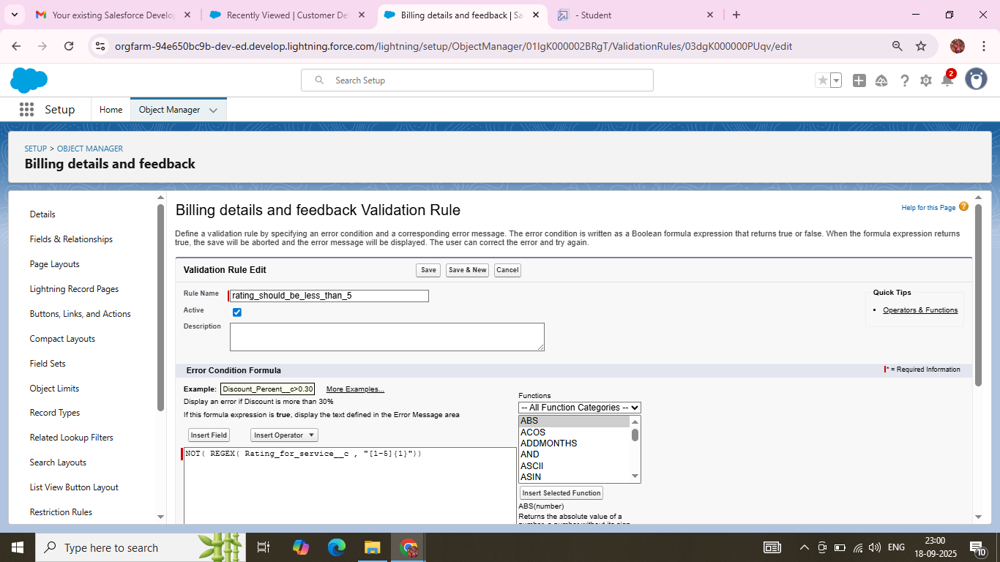 Your existing Salesforce Develo
Recently Viewed | Customer De
Billing details and feedback | Sa
- Student
orgfarm-94e650bc9b-dev-ed.develop.lightning.force.com/lightning/setup/ObjectManager/01IgK000002BRgT/ValidationRules/03dgK000000PUqv/edit
Search Setup
2
Setup
Home
Object Manager
SETUP > OBJECT MANAGER
Billing details and feedback
Details
Fields & Relationships
Page Layouts
Lightning Record Pages
Buttons, Links, and Actions
Compact Layouts
Field Sets
Object Limits
Record Types
Related Lookup Filters
Search Layouts
List View Button Layout
Restriction Rules
Billing details and feedback Validation Rule
Help for this Page ?
Define a validation rule by specifying an error condition and a corresponding error message. The error condition is written as a Boolean formula expression that returns true or false. When the formula expression returns
true, the save will be aborted and the error message will be displayed. The user can correct the error and try again.
Validation Rule Edit
Save
Save & New
Cancel
Rule Name
rating_should_be_less_than_5
Active
Description
Quick Tips
• Operators & Functions
Error Condition Formula
* = Required Information
Example: Discount_Percent__c>0.30 More Examples...
Display an error if Discount is more than 30%
If this formula expression is true, display the text defined in the Error Message area
Insert Field
Insert Operator
NOT( REGEX( Rating_for_service__c , "[1-5]{1}"))
Functions
-- All Function Categories --
ABS
ACOS
ADDMONTHS
AND
ASCII
ASIN
Insert Selected Function
ABS(number)
Returns the absolute value of a
number, a number without its sign
Type here to search
ENG
23:00
18-09-2025
10